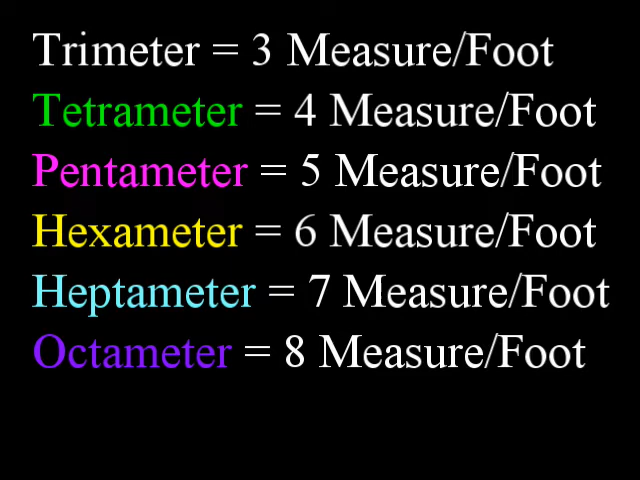 Trimeter = 3 Measure/Foot
Tetrameter = 4 Measure/Foot
Pentameter = 5 Measure/Foot
Hexameter = 6 Measure/Foot
Heptameter = 7 Measure/Foot
Octameter = 8 Measure/Foot